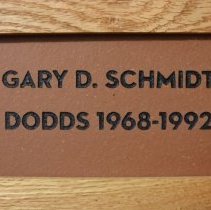 GARY D. SCHMIDT
DODDS 1968-1992